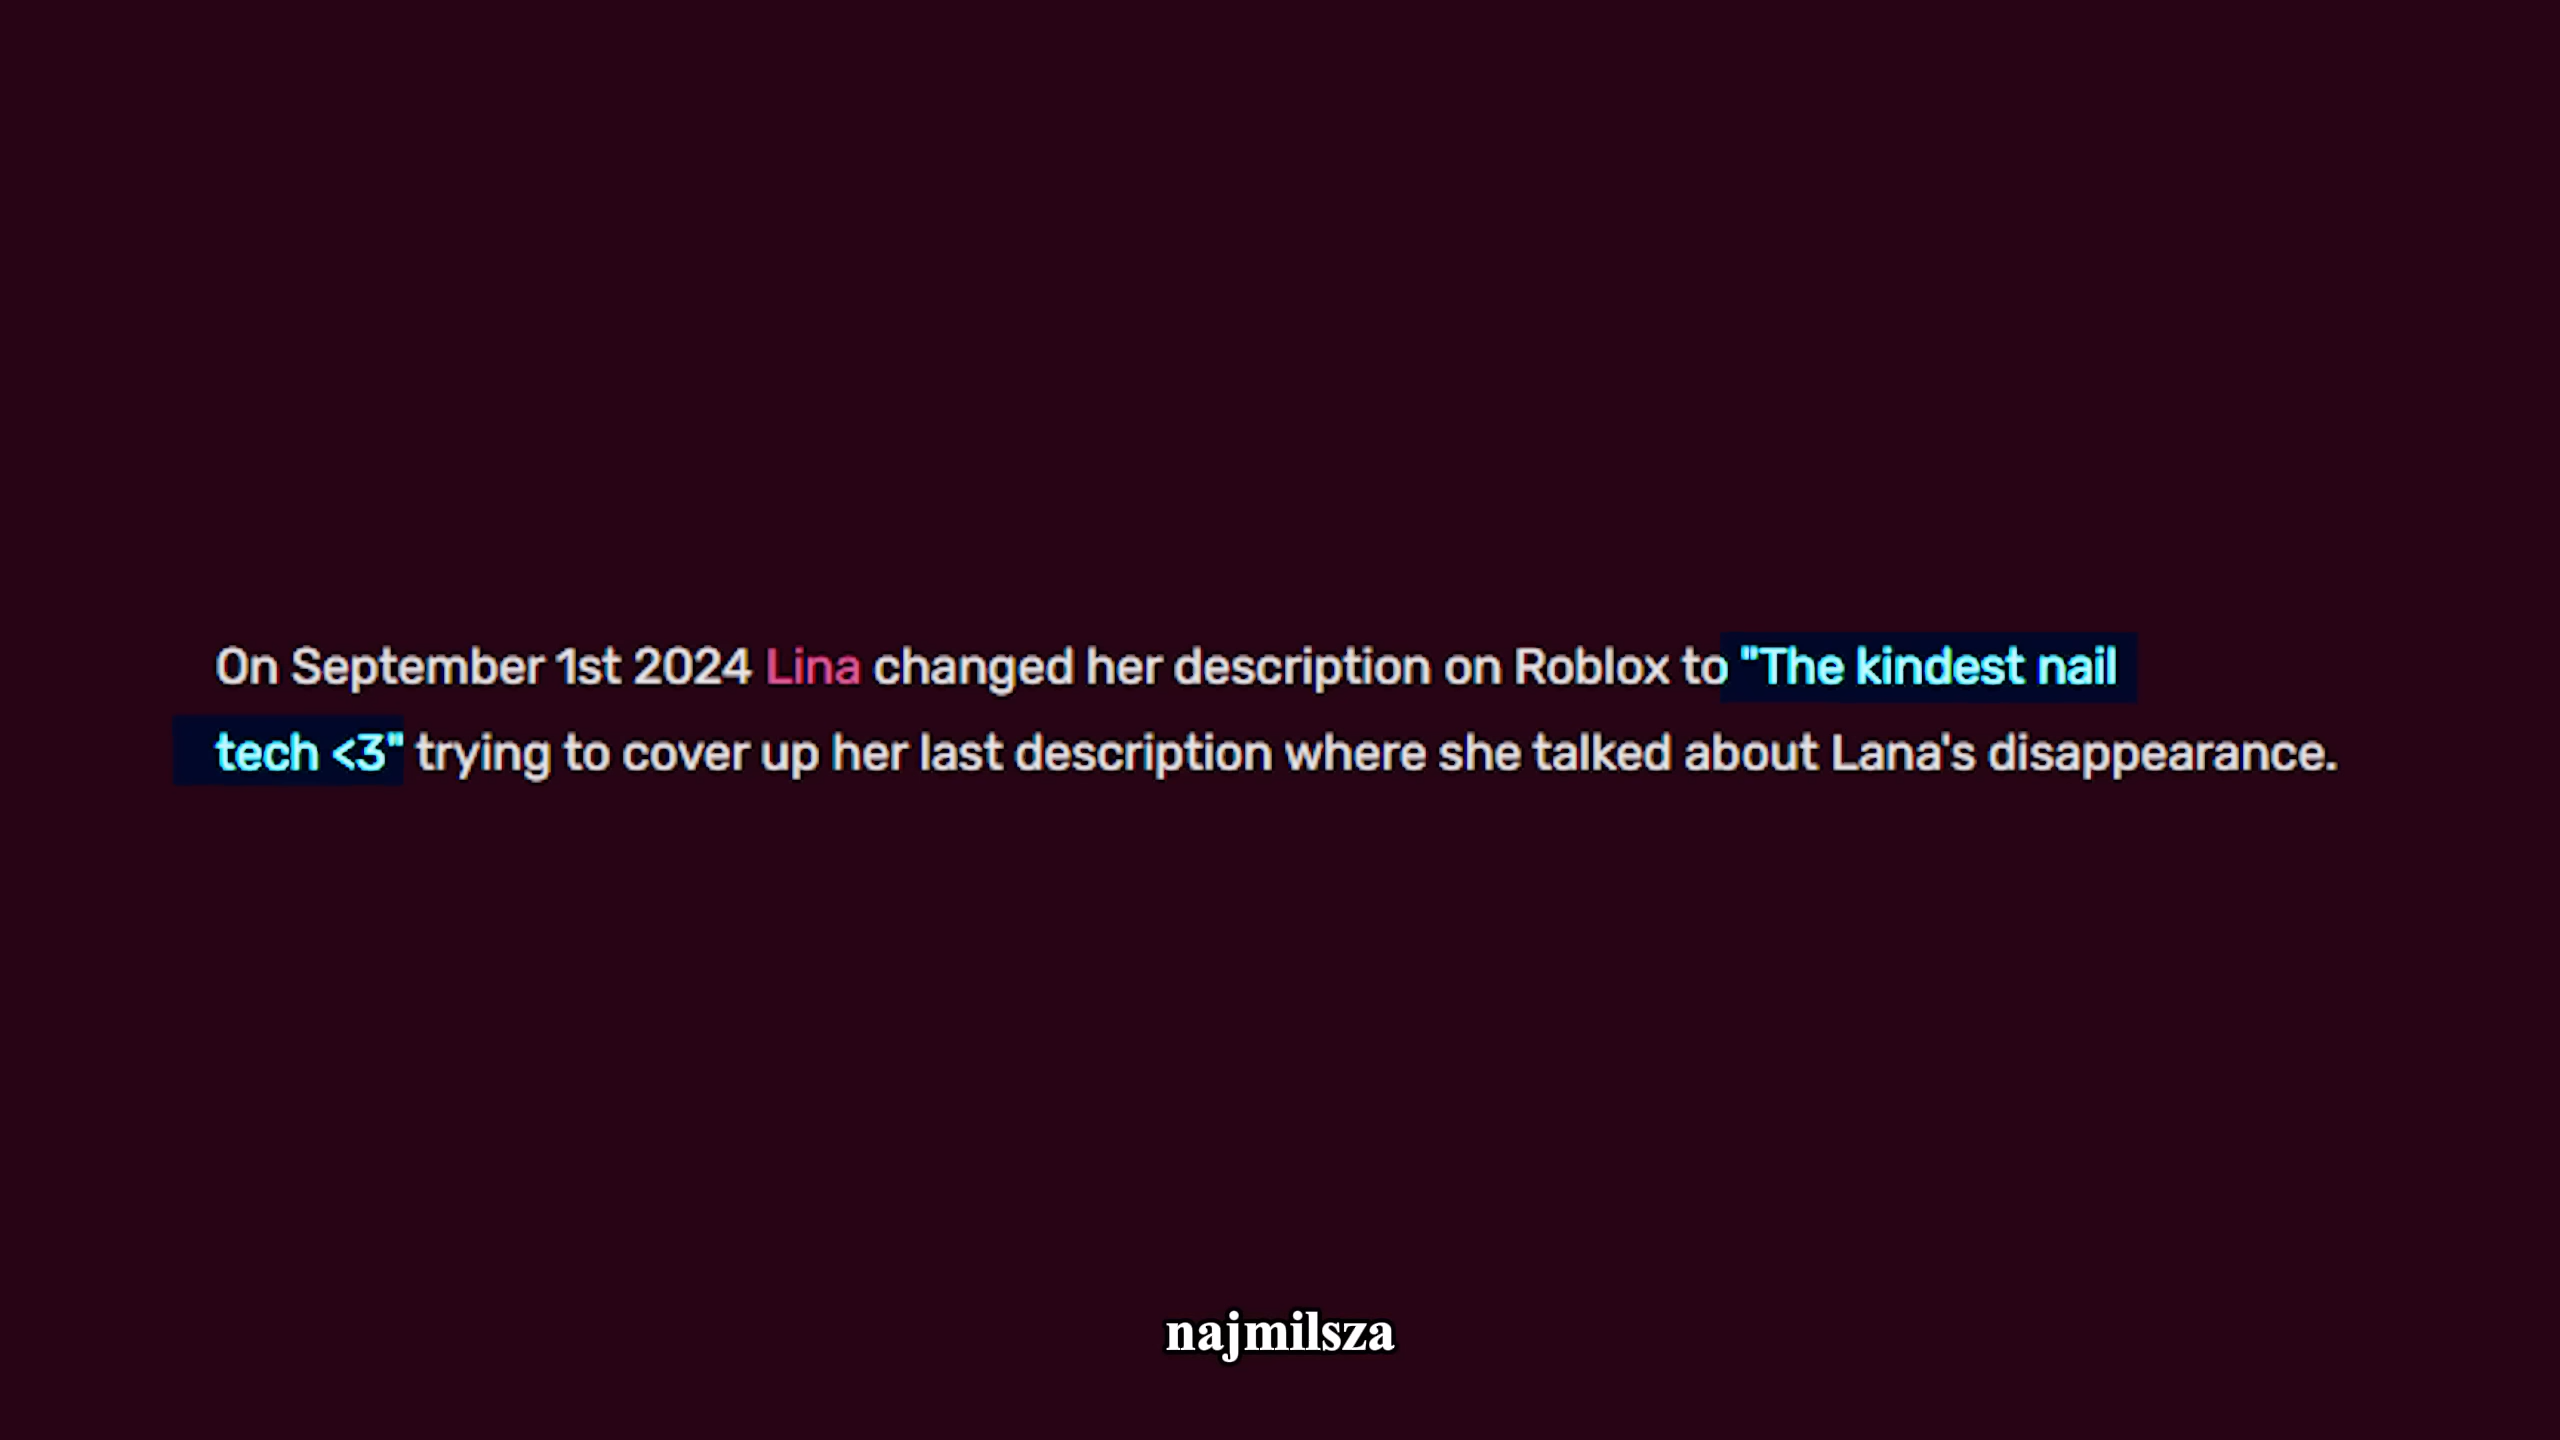 On September 1st 2024 Lina changed her description on Roblox to "The kindest nail
tech <3" trying to cover up her last description where she talked about Lana's disappearance.
najmilsza